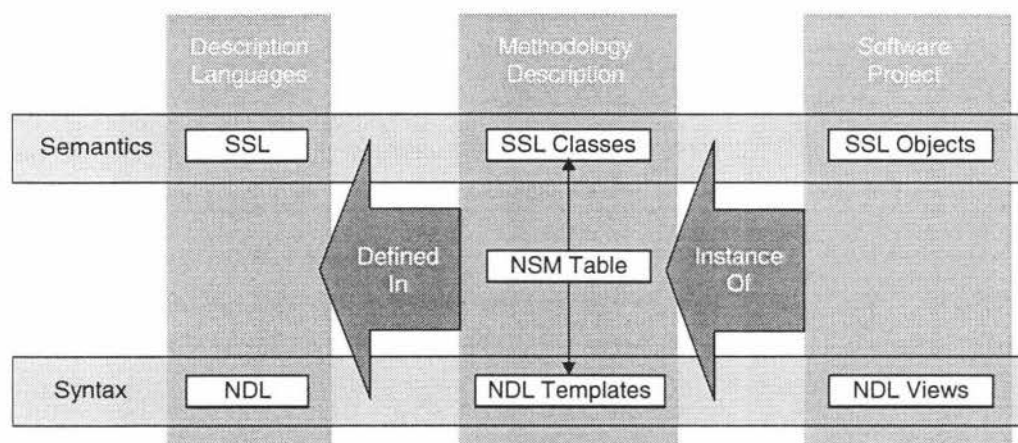 Description
Languages
Methodology
Description
Software
Project
Semantics
SSL
SSL Classes
SSL Objects
Defined
In
NSM Table
Instance
Of
Syntax
NDL
NDL Templates
NDL Views